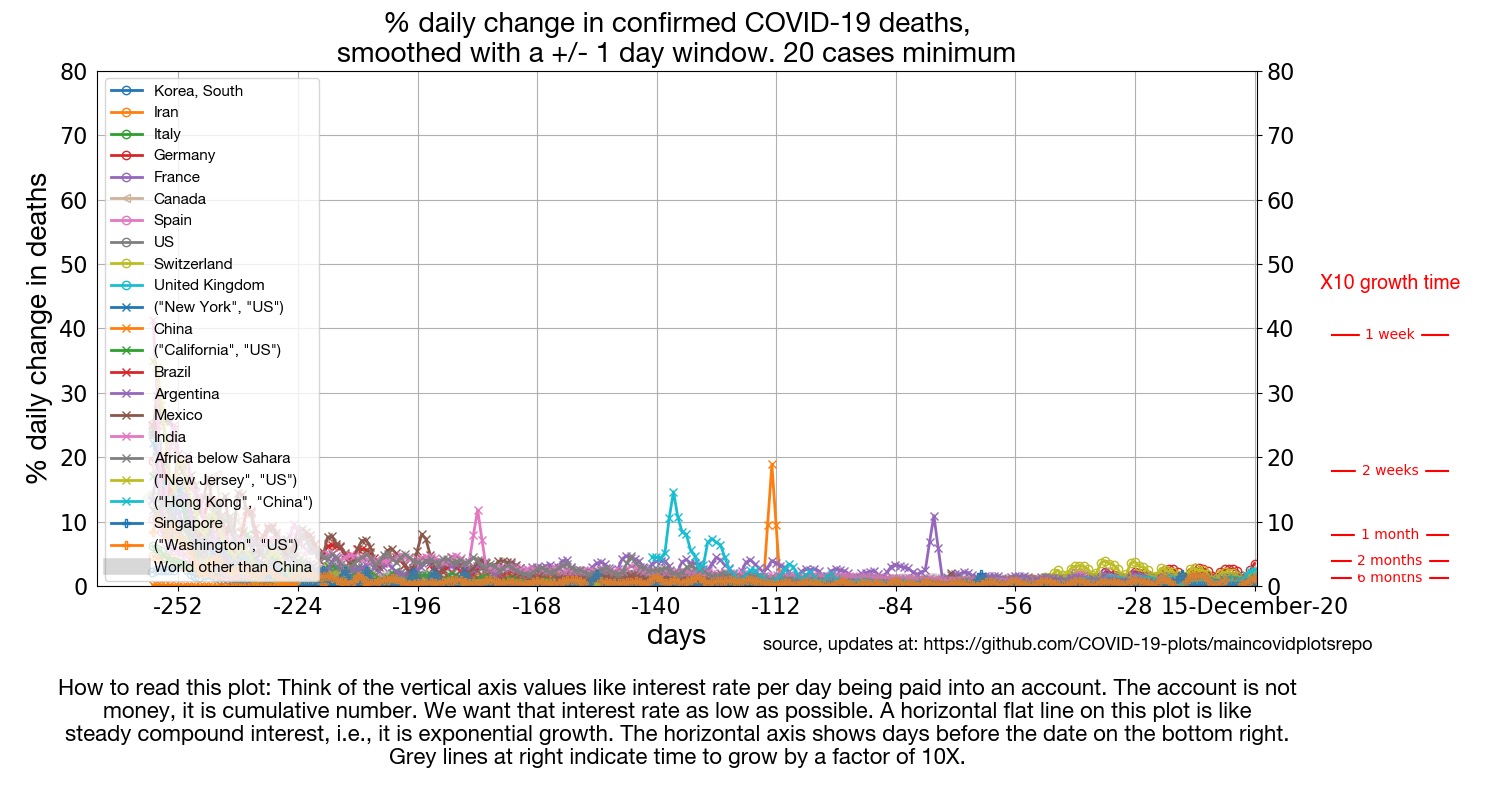 % daily change in confirmed COVID-19 deaths,
smoothed with a +/- 1 day window. 20 cases minimum
% daily change in deaths
80
70
60
50
40
30
20
10
0
Korea, South
Iran
Italy
Germany
France
Canada
Spain
US
Switzerland
United Kingdom
("New York", "US")
China
("California", "US")
Brazil
Argentina
Mexico
India
Africa below Sahara
("New Jersey", "US")
("Hong Kong", "China")
Singapore
("Washington", "US")
World other than China
80
70
60
50
40
30
20
10
0
X10 growth time
1 week
2 weeks
1 month
2 months
6 months
-252 -224 -196 -168 -140 -112 -84 -56 -28 15-December-20
days
source, updates at: https://github.com/COVID-19-plots/maincovidplotsrepo
How to read this plot: Think of the vertical axis values like interest rate per day being paid into an account. The account is not
money, it is cumulative number. We want that interest rate as low as possible. A horizontal flat line on this plot is like
steady compound interest, i.e., it is exponential growth. The horizontal axis shows days before the date on the bottom right.
Grey lines at right indicate time to grow by a factor of 10X.